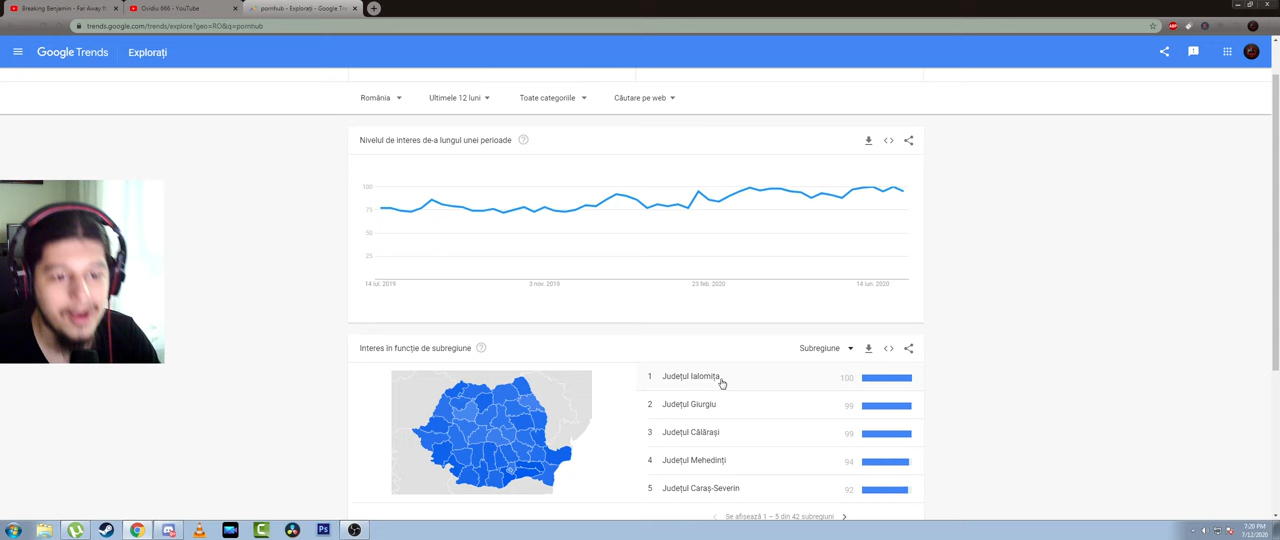 Breaking Benjamin - Far Away ft
Ovidiu 666 - YouTube
pornhub - Explorați - Google Tre
trends.google.com/trends/explore?geo=RO&q=pornhub
Google Trends Explorați
România Ultimele 12 luni Toate categoriile Căutare pe web
Nivelul de interes de-a lungul unei perioade
100
75
50
25
14 iul. 2019 3 nov. 2019 23 feb. 2020 14 iun. 2020
Interes în funcție de subregiune Subregiune
1 Județul Ialomița 100
2 Județul Giurgiu 99
3 Județul Călărași 99
4 Județul Mehedinți 94
5 Județul Caraș-Severin 92
Se afișează 1 – 5 din 42 subregiuni
7:20 PM
7/12/2020